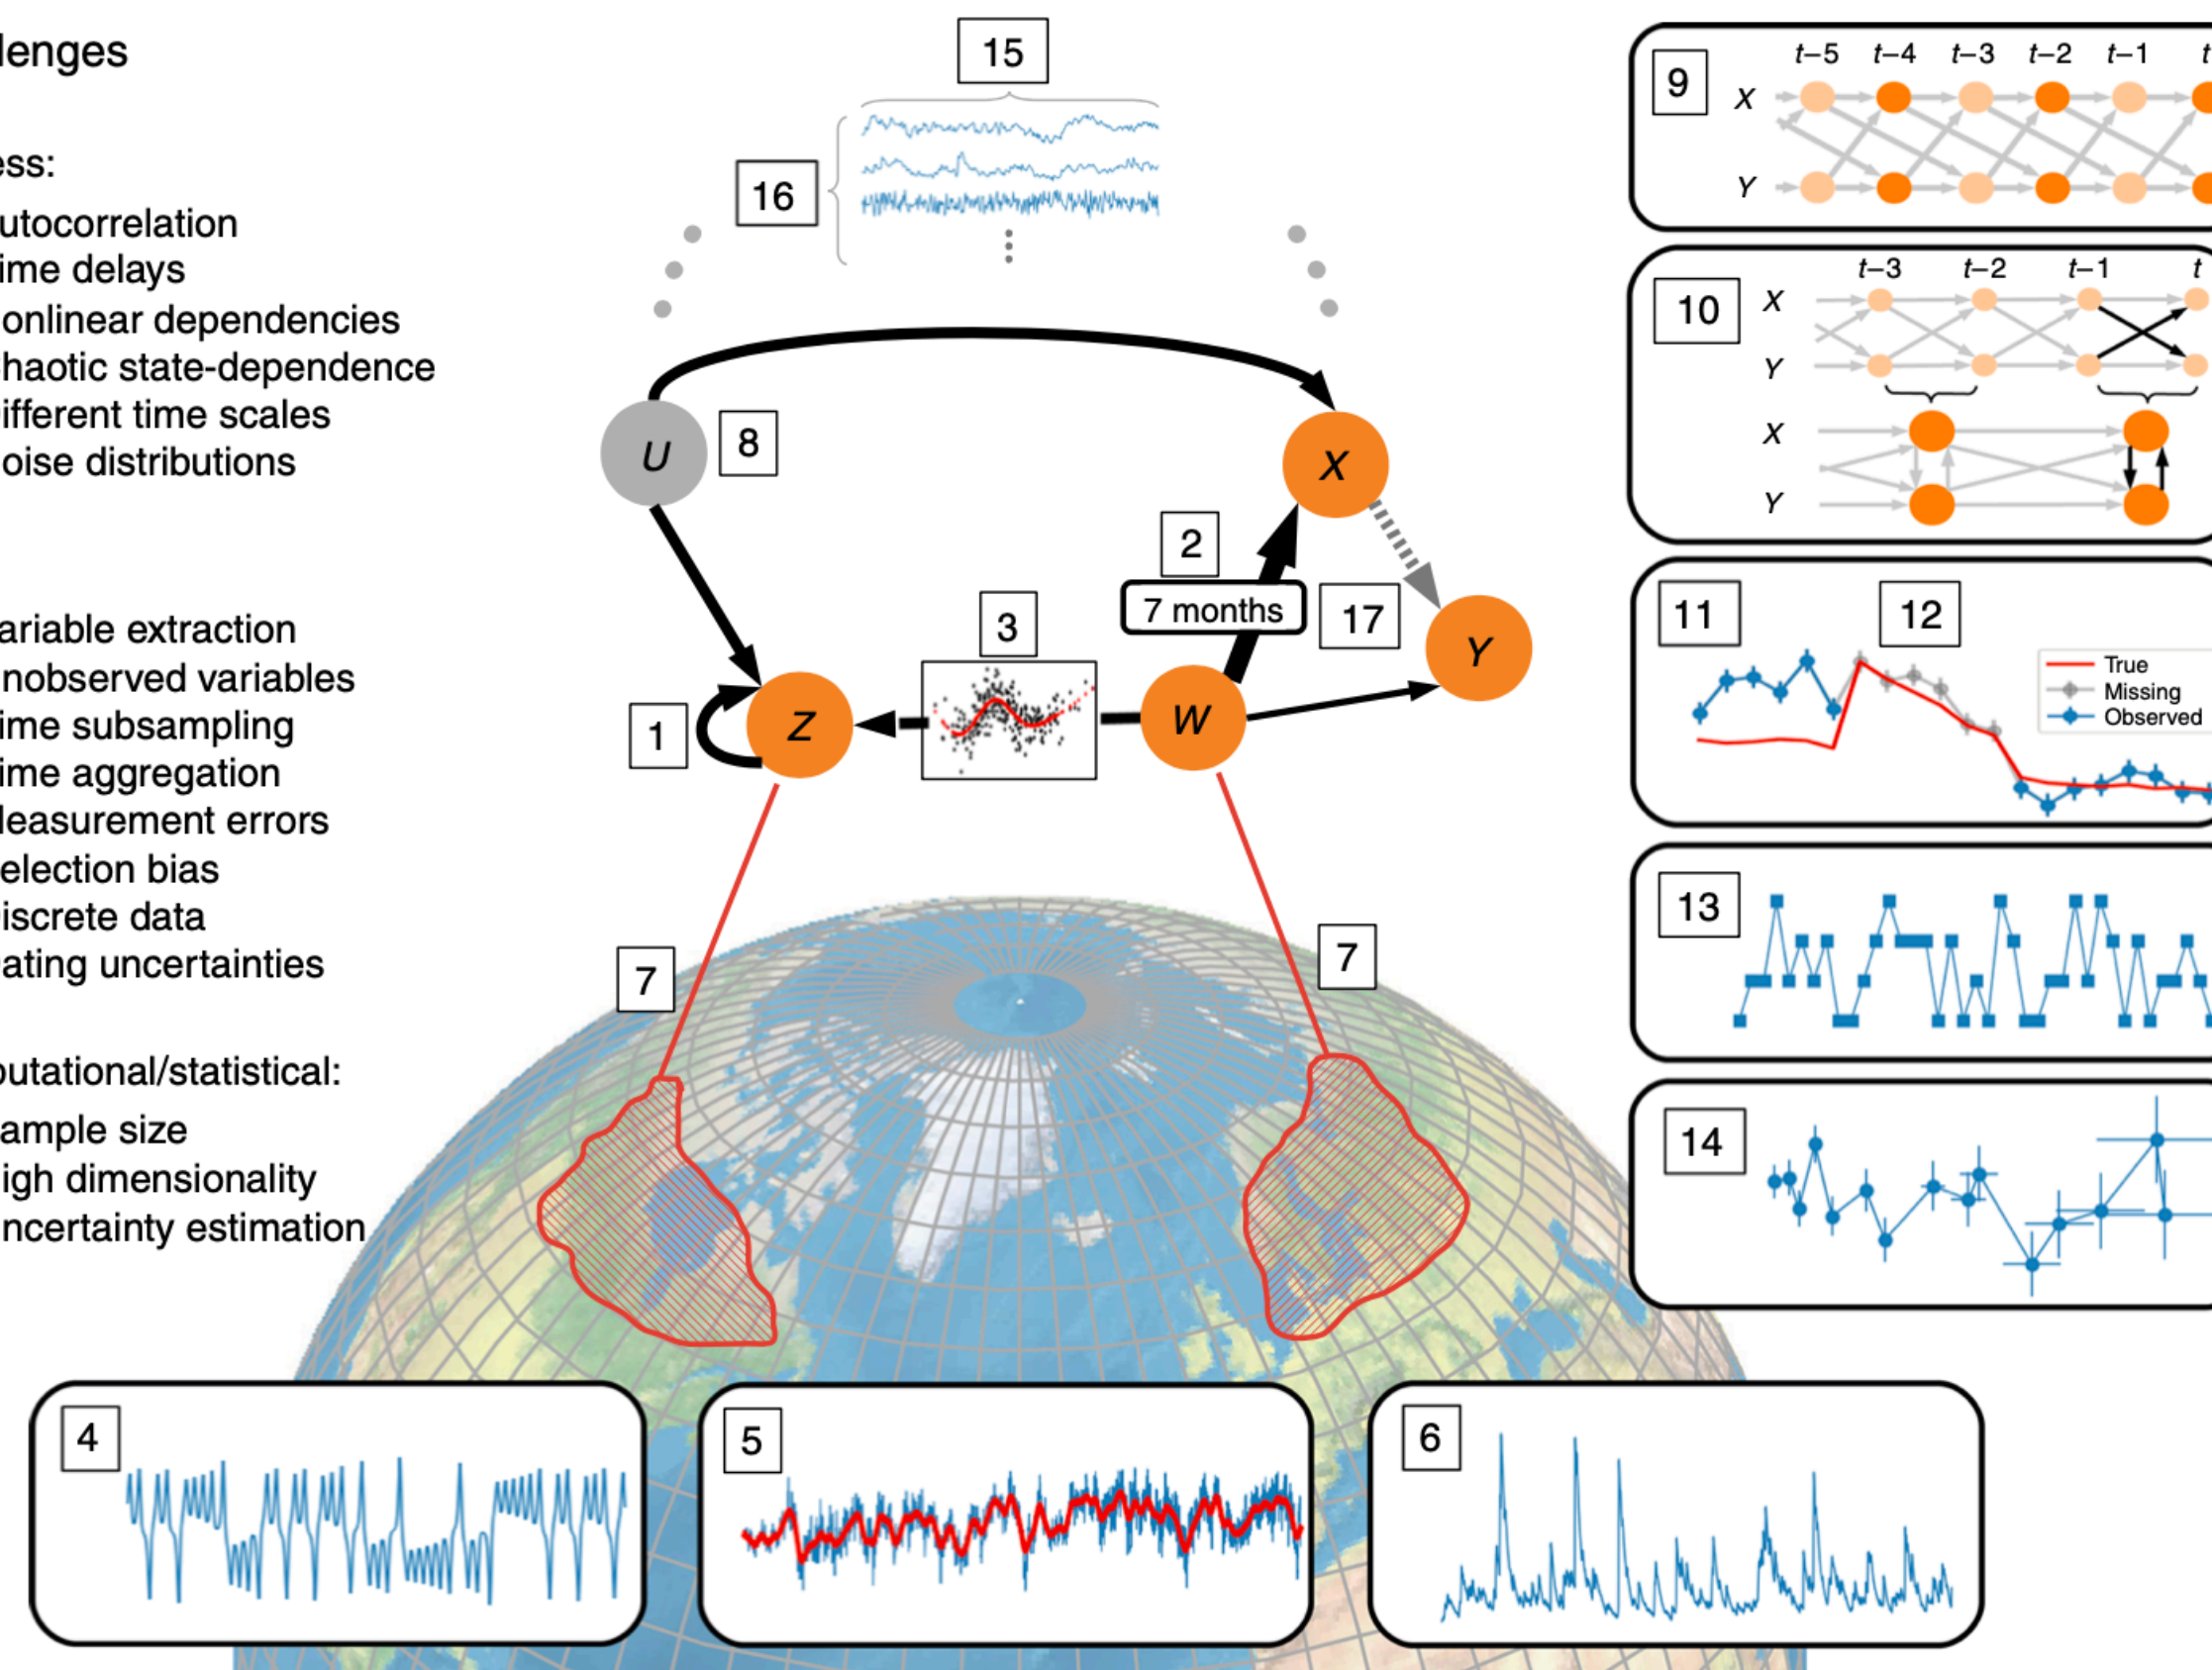 lenges
ess:
utocorrelation
ime delays
onlinear dependencies
haotic state-dependence
ifferent time scales
oise distributions
ariable extraction
nobserved variables
ime subsampling
ime aggregation
leasurement errors
election bias
iscrete data
ating uncertainties
utational/statistical:
ample size
igh dimensionality
ncertainty estimation
15
16
U
8
X
2
7 months
17
Y
3
1
Z
W
7
7
4
5
6
9
t–5 t–4 t–3 t–2 t–1 t
X
Y
10
t–3 t–2 t–1 t
X
Y
X
Y
11
12
True
Missing
Observed
13
14